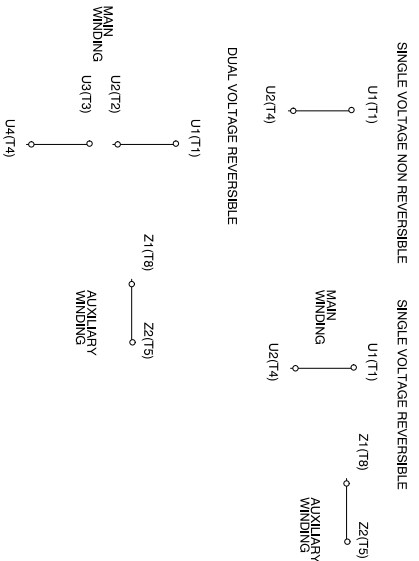 SINGLE VOLTAGE NON REVERSIBLE
U1(T1)
U2(T4)
SINGLE VOLTAGE REVERSIBLE
MAIN
WINDING
U1(T1)
U2(T4)
Z1(T8)
Z2(T5)
AUXILIARY
WINDING
DUAL VOLTAGE REVERSIBLE
MAIN
WINDING
U1(T1)
U2(T2)
U3(T3)
U4(T4)
Z1(T8)
Z2(T5)
AUXILIARY
WINDING